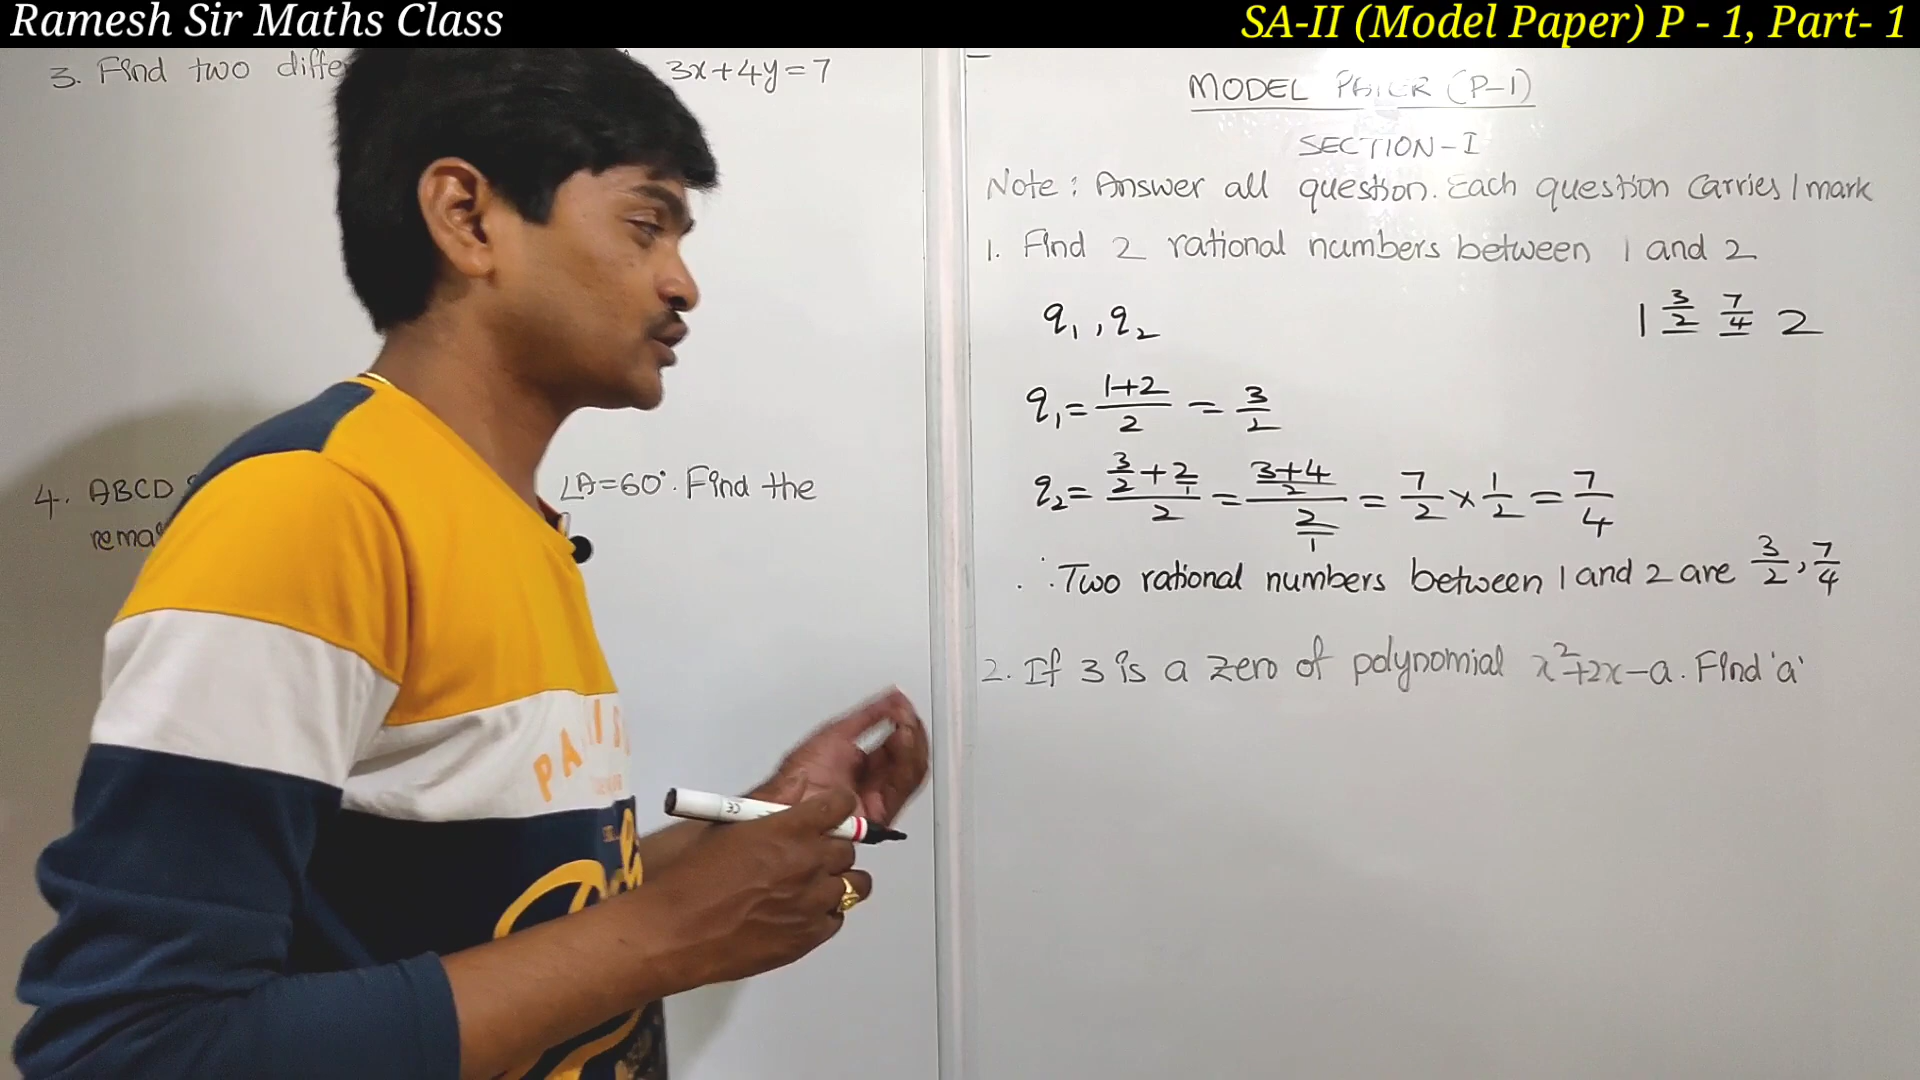 Ramesh Sir Maths Class
SA-II (Model Paper) P - 1, Part- 1
3. Find two 3x+4y=7
4. ABCD ∠A=60°. Find the
MODEL PAPER (P-1)
SECTION-I
Note: Answer all question. Each question carries 1 mark
1. Find 2 rational numbers between 1 and 2
q₁, q₂
1 3/2 7/4 2
q₁ = (1+2)/2 = 3/2
q₂ = (3/2 + 2/1)/2 = ((3+4)/2)/(2/1) = 7/2 × 1/2 = 7/4
∴ Two rational numbers between 1 and 2 are 3/2, 7/4
2. If 3 is a zero of polynomial x²+2x-a. Find 'a'